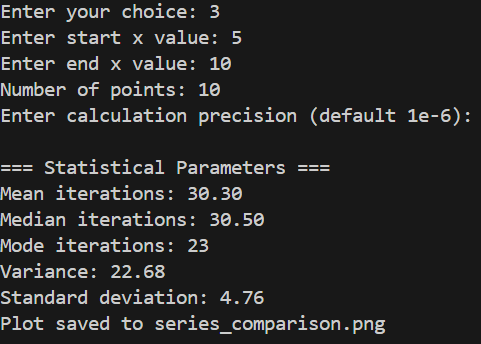 Enter your choice: 3
Enter start x value: 5
Enter end x value: 10
Number of points: 10
Enter calculation precision (default 1e-6):
=== Statistical Parameters ===
Mean iterations: 30.30
Median iterations: 30.50
Mode iterations: 23
Variance: 22.68
Standard deviation: 4.76
Plot saved to series_comparison.png